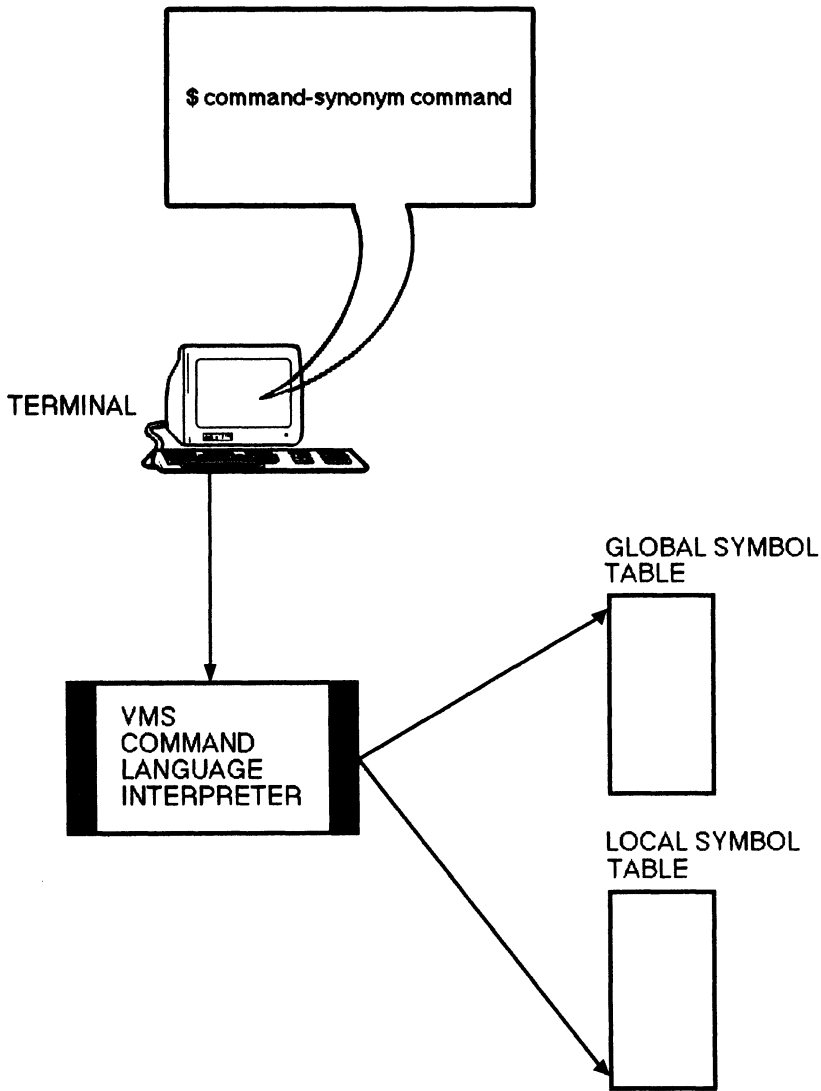 $ command-synonym command
TERMINAL
GLOBAL SYMBOL
TABLE
VMS
COMMAND
LANGUAGE
INTERPRETER
LOCAL SYMBOL
TABLE